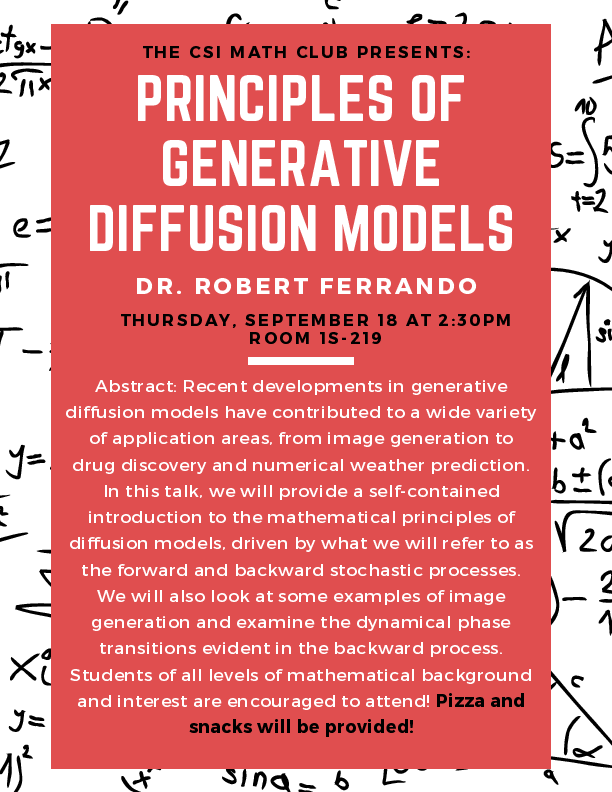 THE CSI MATH CLUB PRESENTS:
PRINCIPLES OF
GENERATIVE
DIFFUSION MODELS
DR. ROBERT FERRANDO
THURSDAY, SEPTEMBER 18 AT 2:30PM
ROOM 1S-219
Abstract: Recent developments in generative
diffusion models have contributed to a wide variety
of application areas, from image generation to
drug discovery and numerical weather prediction.
In this talk, we will provide a self-contained
introduction to the mathematical principles of
diffusion models, driven by what we will refer to as
the forward and backward stochastic processes.
We will also look at some examples of image
generation and examine the dynamical phase
transitions evident in the backward process.
Students of all levels of mathematical background
and interest are encouraged to attend! Pizza and
snacks will be provided!